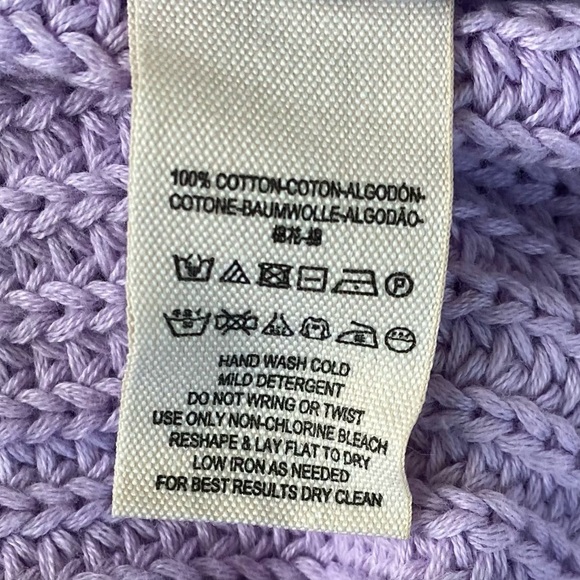 100% COTTON-COTON-ALGODÓN-
COTONE-BAUMWOLLE-ALGODÃO-
P
HAND WASH COLD
MILD DETERGENT
DO NOT WRING OR TWIST
USE ONLY NON-CHLORINE BLEACH
RESHAPE & LAY FLAT TO DRY
LOW IRON AS NEEDED
FOR BEST RESULTS DRY CLEAN